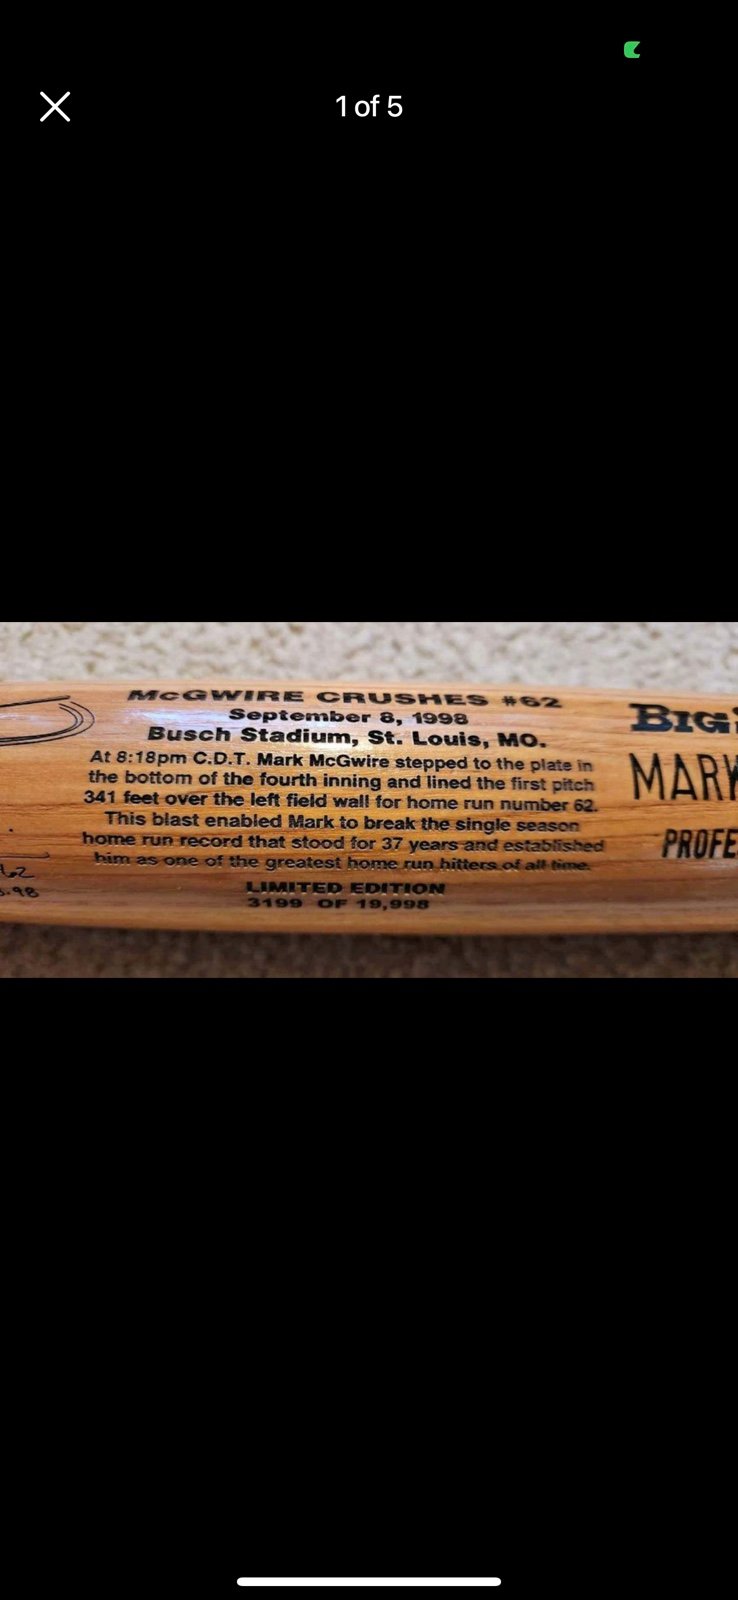 1 of 5
McGWIRE CRUSHES #62
September 8, 1998
Busch Stadium, St. Louis, MO.
At 8:18pm C.D.T. Mark McGwire stepped to the plate in
the bottom of the fourth inning and lined the first pitch
341 feet over the left field wall for home run number 62.
This blast enabled Mark to break the single season
home run record that stood for 37 years and established
him as one of the greatest home run hitters of all time.
LIMITED EDITION
3199 OF 19,998
62
.98
BIG
MARK
PROFE